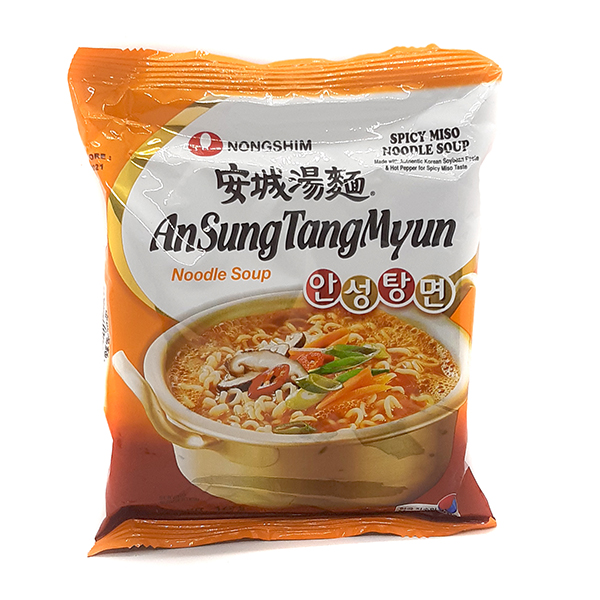 NONGSHIM
SPICY MISO
NOODLE SOUP
Made with Authentic Korean Soybean Paste
& Hot Pepper for Spicy Miso Taste
安城湯麵®
AnSungTangMyun
Noodle Soup
안성탕면